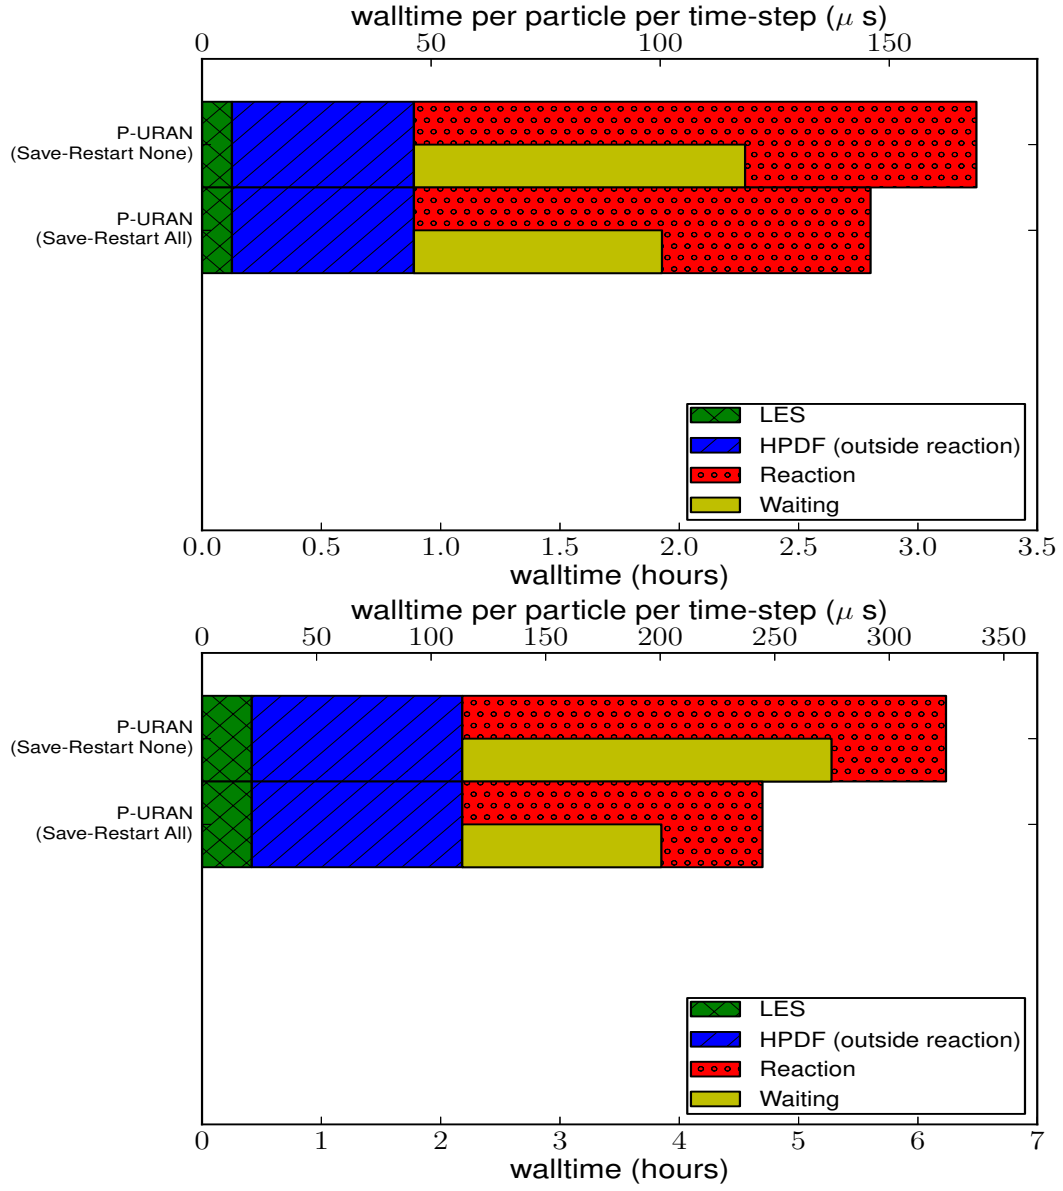 walltime per particle per time-step (μ s)
0 50 100 150
P-URAN
(Save-Restart None)
P-URAN
(Save-Restart All)
LES
HPDF (outside reaction)
Reaction
Waiting
0.0 0.5 1.0 1.5 2.0 2.5 3.0 3.5
walltime (hours)
walltime per particle per time-step (μ s)
0 50 100 150 200 250 300 350
P-URAN
(Save-Restart None)
P-URAN
(Save-Restart All)
LES
HPDF (outside reaction)
Reaction
Waiting
0 1 2 3 4 5 6 7
walltime (hours)